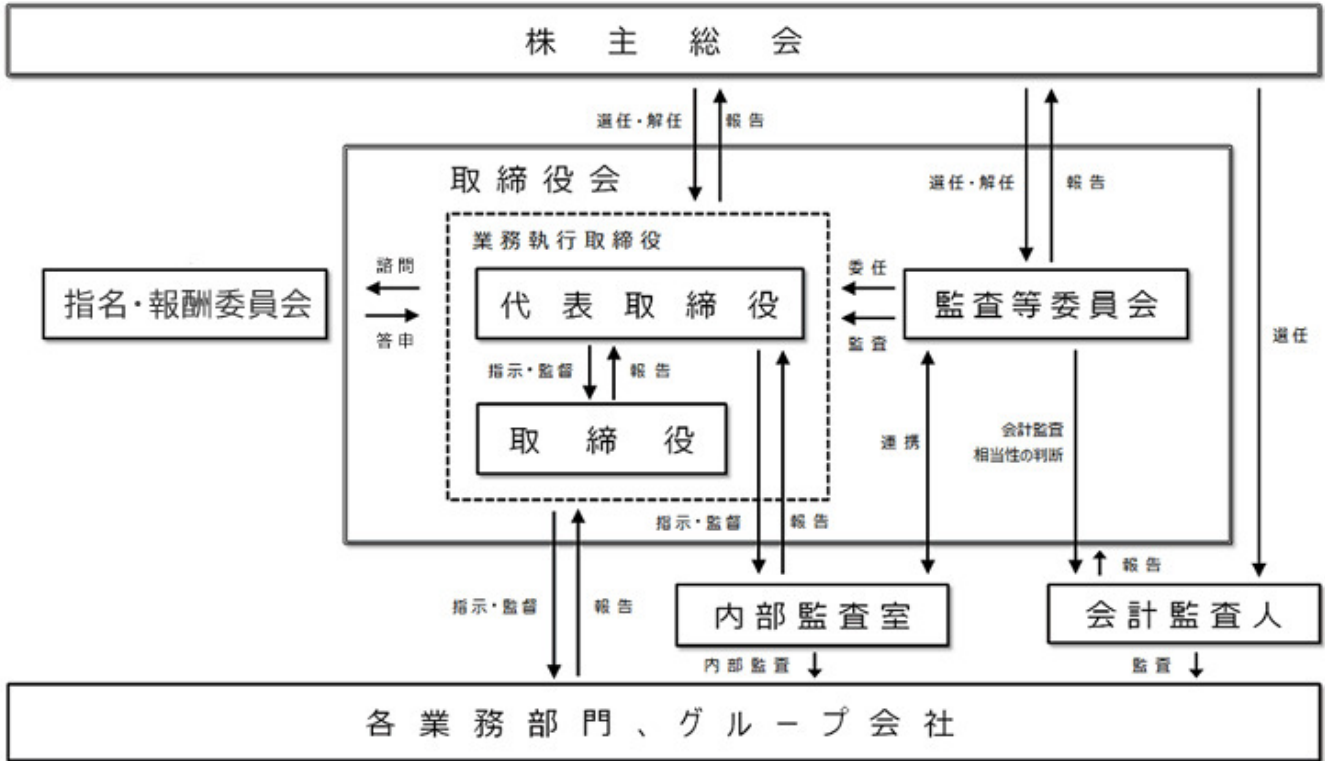 株主総会
選任・解任
報告
選任・解任
報告
選任
取締役会
業務執行取締役
指名・報酬委員会
諮問
答申
代表取締役
委任
監査
監査等委員会
指示・監督
報告
取締役
連携
会計監査
相当性の判断
指示・監督
報告
報告
指示・監督
報告
内部監査室
会計監査人
内部監査
監査
各業務部門、グループ会社